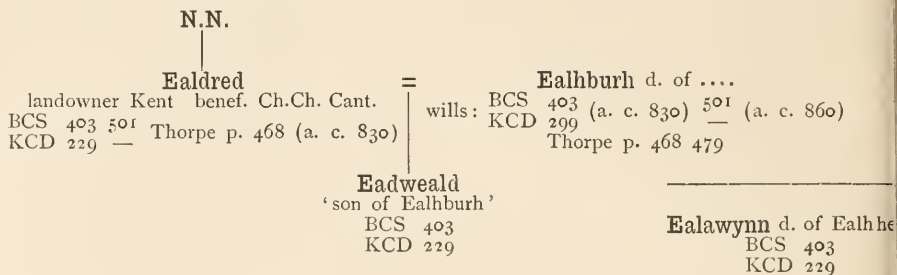 N.N.
Ealdred = Ealhburh d. of ....
landowner Kent benef. Ch.Ch. Cant.
BCS 403 501
KCD 229 — Thorpe p. 468 (a. c. 830)
wills: BCS 403 (a. c. 830) 501 (a. c. 860)
KCD 299 —
Thorpe p. 468 479
Eadweald
'son of Ealhburh'
BCS 403
KCD 229
Ealawynn d. of Ealhhe
BCS 403
KCD 229